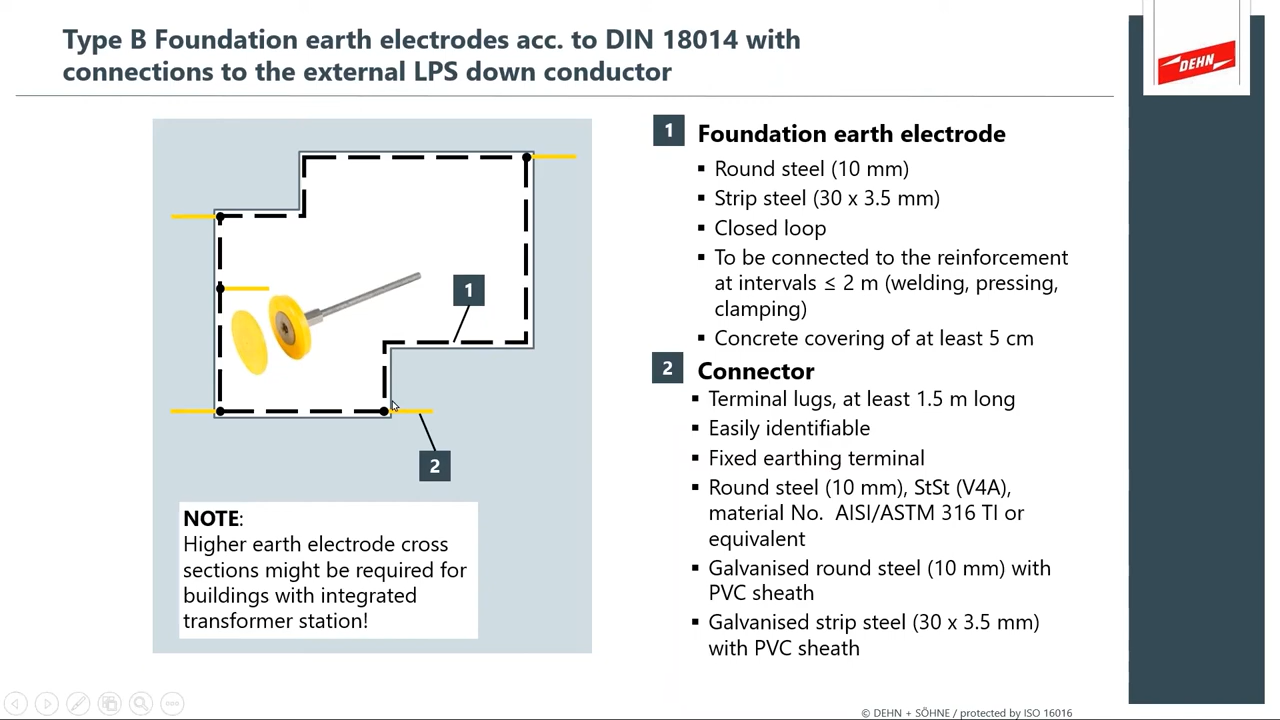 Type B Foundation earth electrodes acc. to DIN 18014 with
connections to the external LPS down conductor
DEHN
1
2
NOTE:
Higher earth electrode cross
sections might be required for
buildings with integrated
transformer station!
1 Foundation earth electrode
▪ Round steel (10 mm)
▪ Strip steel (30 x 3.5 mm)
▪ Closed loop
▪ To be connected to the reinforcement
at intervals ≤ 2 m (welding, pressing,
clamping)
▪ Concrete covering of at least 5 cm
2 Connector
▪ Terminal lugs, at least 1.5 m long
▪ Easily identifiable
▪ Fixed earthing terminal
▪ Round steel (10 mm), StSt (V4A),
material No.  AISI/ASTM 316 TI or
equivalent
▪ Galvanised round steel (10 mm) with
PVC sheath
▪ Galvanised strip steel (30 x 3.5 mm)
with PVC sheath
© DEHN + SÖHNE / protected by ISO 16016